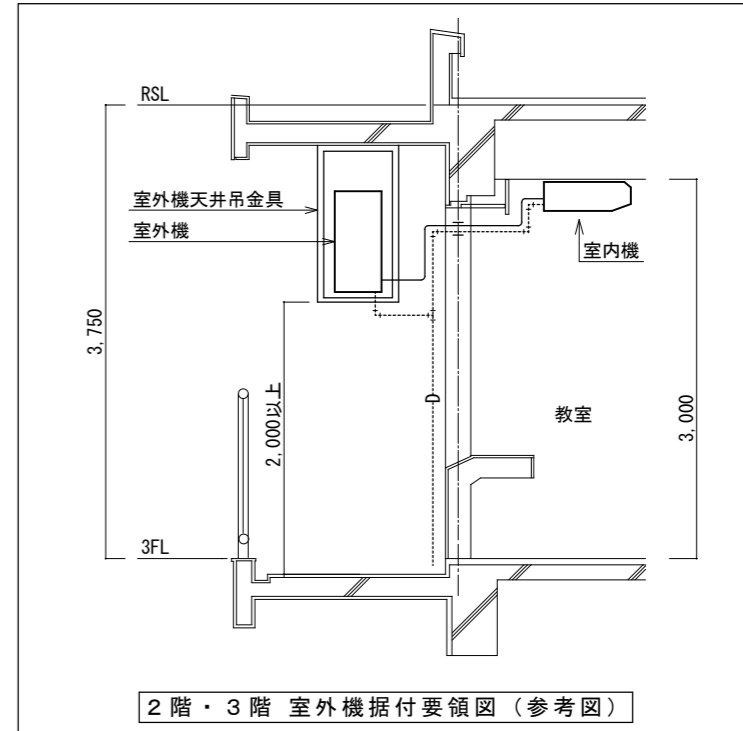 RSL
室外機天井吊金具
室外機
室内機
3,750
2,000以上
D
教室
3,000
3FL
2階・3階 室外機据付要領図(参考図)